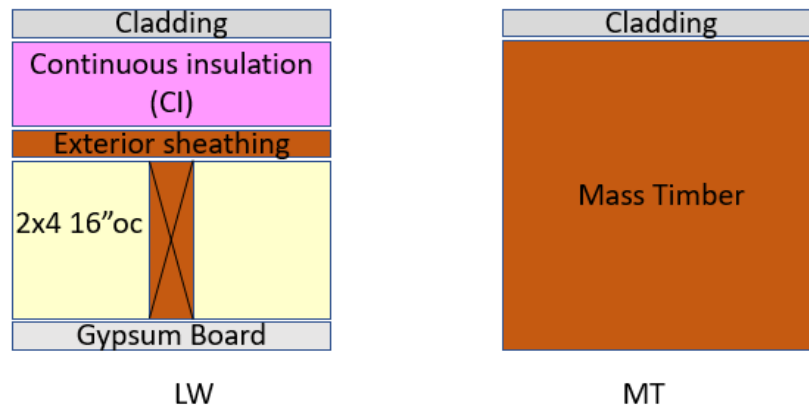 Cladding
Continuous insulation
(CI)
Exterior sheathing
2x4 16”oc
Gypsum Board
LW
Cladding
Mass Timber
MT